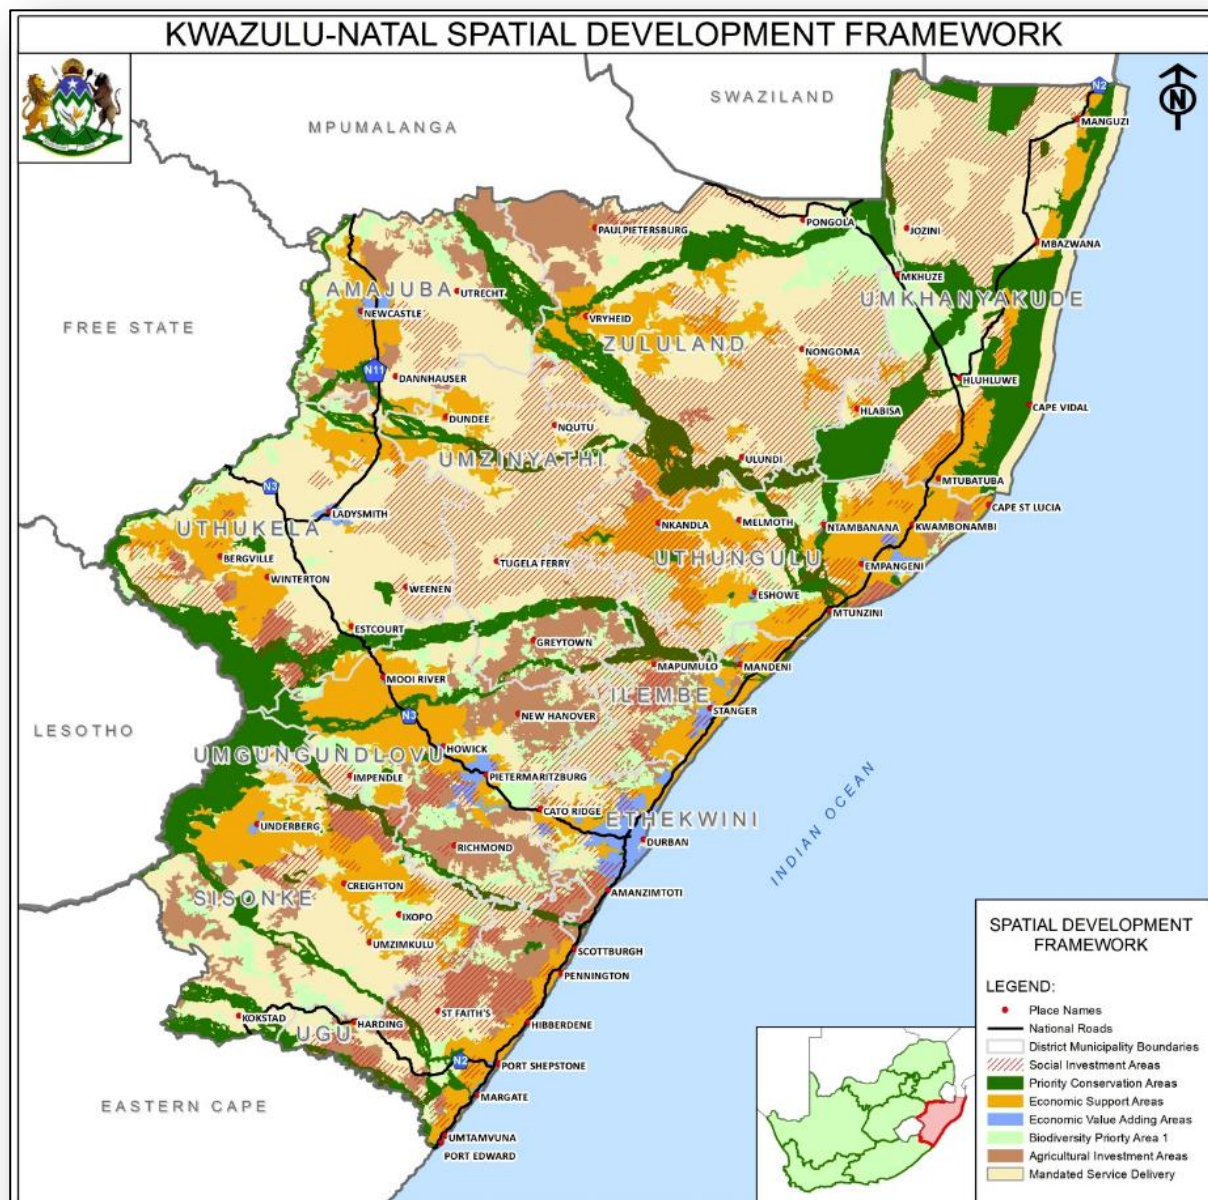 KWAZULU-NATAL SPATIAL DEVELOPMENT FRAMEWORK
SWAZILAND
MPUMALANGA
N2
N
MANGUZI
PAULPIETERSBURG
PONGOLA
JOZINI
MBAZWANA
MKHUZE
AMAJUBA
UTRECHT
UMKHANYAKUDE
NEWCASTLE
VRYHEID
FREE STATE
ZULULAND
NONGOMA
N11
DANNHAUSER
HLUHLUWE
DUNDEE
HLABISA
CAPE VIDAL
NQUTU
UMZINYATHI
ULUNDI
N3
MTUBATUBA
LADYSMITH
CAPE ST LUCIA
UTHUKELA
NKANDLA
MELMOTH
NTAMBANANA
KWAMBONAMBI
BERGVILLE
UTHUNGULU
TUGELA FERRY
EMPANGENI
WINTERTON
WEENEN
ESHOWE
MTUNZINI
ESTCOURT
GREYTOWN
MAPUMULO
MANDENI
MOOI RIVER
ILEMBE
N3
NEW HANOVER
STANGER
LESOTHO
UMGUNGUNDLOVU
HOWICK
IMPENDLE
PIETERMARITZBURG
CATO RIDGE
ETHEKWINI
INDIAN OCEAN
UNDERBERG
RICHMOND
DURBAN
CREIGHTON
AMANZIMTOTI
SISONKE
IXOPO
UMZIMKULU
SCOTTBURGH
PENNINGTON
KOKSTAD
HARDING
ST FAITH'S
HIBBERDENE
UGU
N2
PORT SHEPSTONE
MARGATE
EASTERN CAPE
UMTAMVUNA
PORT EDWARD
SPATIAL DEVELOPMENT
FRAMEWORK
LEGEND:
Place Names
National Roads
District Municipality Boundaries
Social Investment Areas
Priority Conservation Areas
Economic Support Areas
Economic Value Adding Areas
Biodiversity Priorty Area 1
Agricultural Investment Areas
Mandated Service Delivery